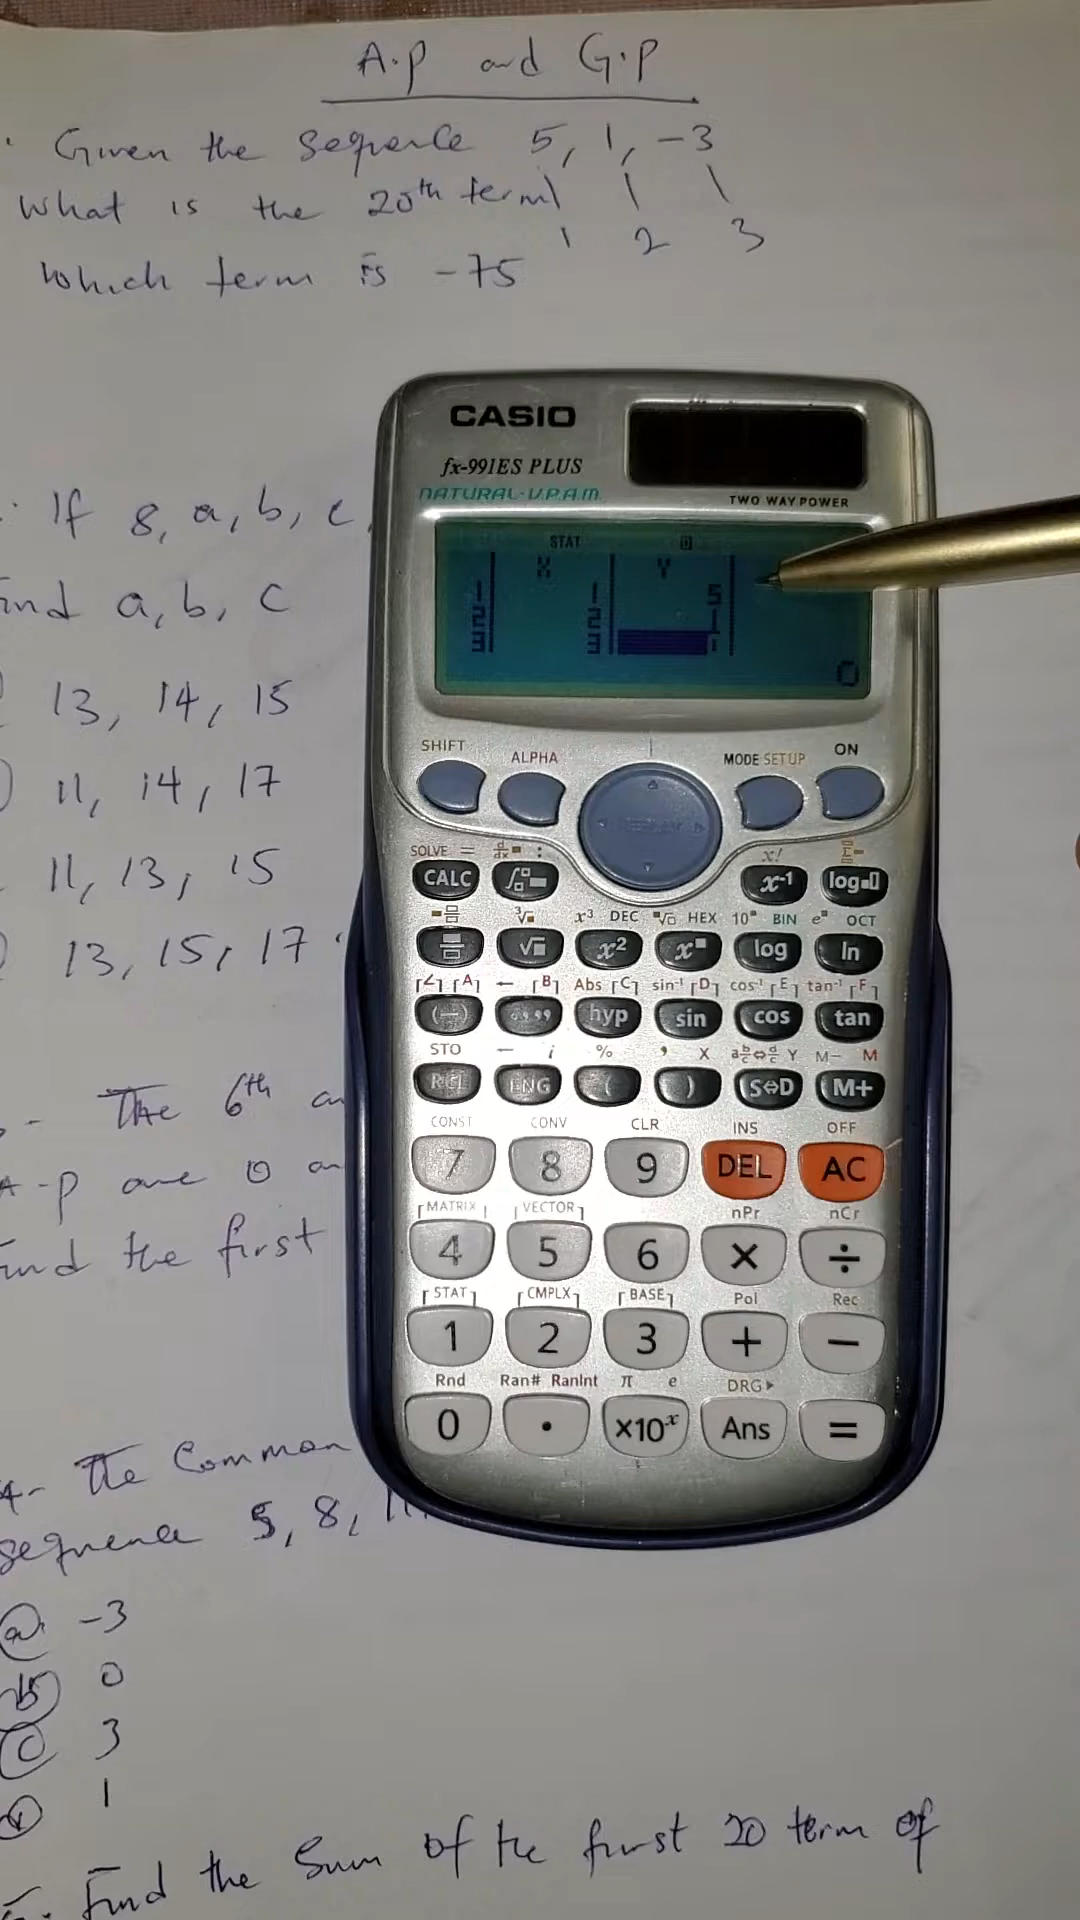 A.P and G.P
Given the Sequence 5, 1, -3
What is the 20th term
1 2 3
Which term is -75
If 8, a, b, c,
find a, b, c
13, 14, 15
11, 14, 17
11, 13, 15
13, 15, 17
The 6th
A-P are 0
find the first
4- The Common
sequence 5, 8, 11
(a) -3
(b) 0
(c) 3
1
find the Sum of the first 20 term of
CASIO
fx-991ES PLUS
NATURAL-V.P.A.M.
TWO WAY POWER
STAT D
X Y
1 1 5
2 2 1
3 3
0
SHIFT ALPHA MODE SETUP ON
SOLVE = d/dx : x! Σ
CALC ∫ x-1 log
3√ x3 DEC √ HEX 10 BIN e OCT
√ x2 x log ln
∠ A ← B Abs C sin-1 D cos-1 E tan-1 F
(-) hyp sin cos tan
STO ← i % , X a b/c⇔d/c Y M- M
RCL ENG ( ) S⇔D M+
CONST CONV CLR INS OFF
7 8 9 DEL AC
MATRIX VECTOR nPr nCr
4 5 6 × ÷
STAT CMPLX BASE Pol Rec
1 2 3 + -
Rnd Ran# RanInt π e DRG▶
0 . ×10x Ans =